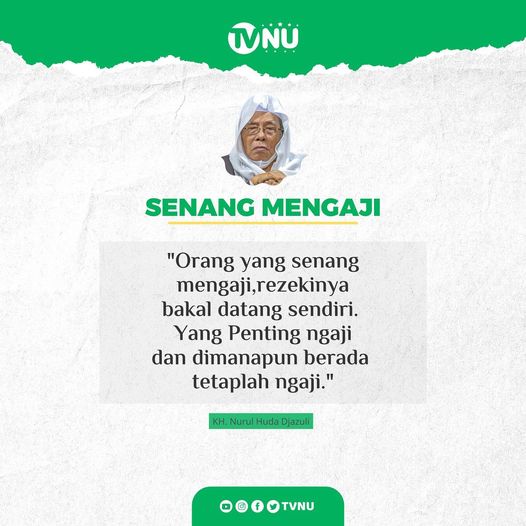 TVNU
SENANG MENGAJI
"Orang yang senang
mengaji,rezekinya
bakal datang sendiri.
Yang Penting ngaji
dan dimanapun berada
tetaplah ngaji."
KH. Nurul Huda Djazuli
TVNU